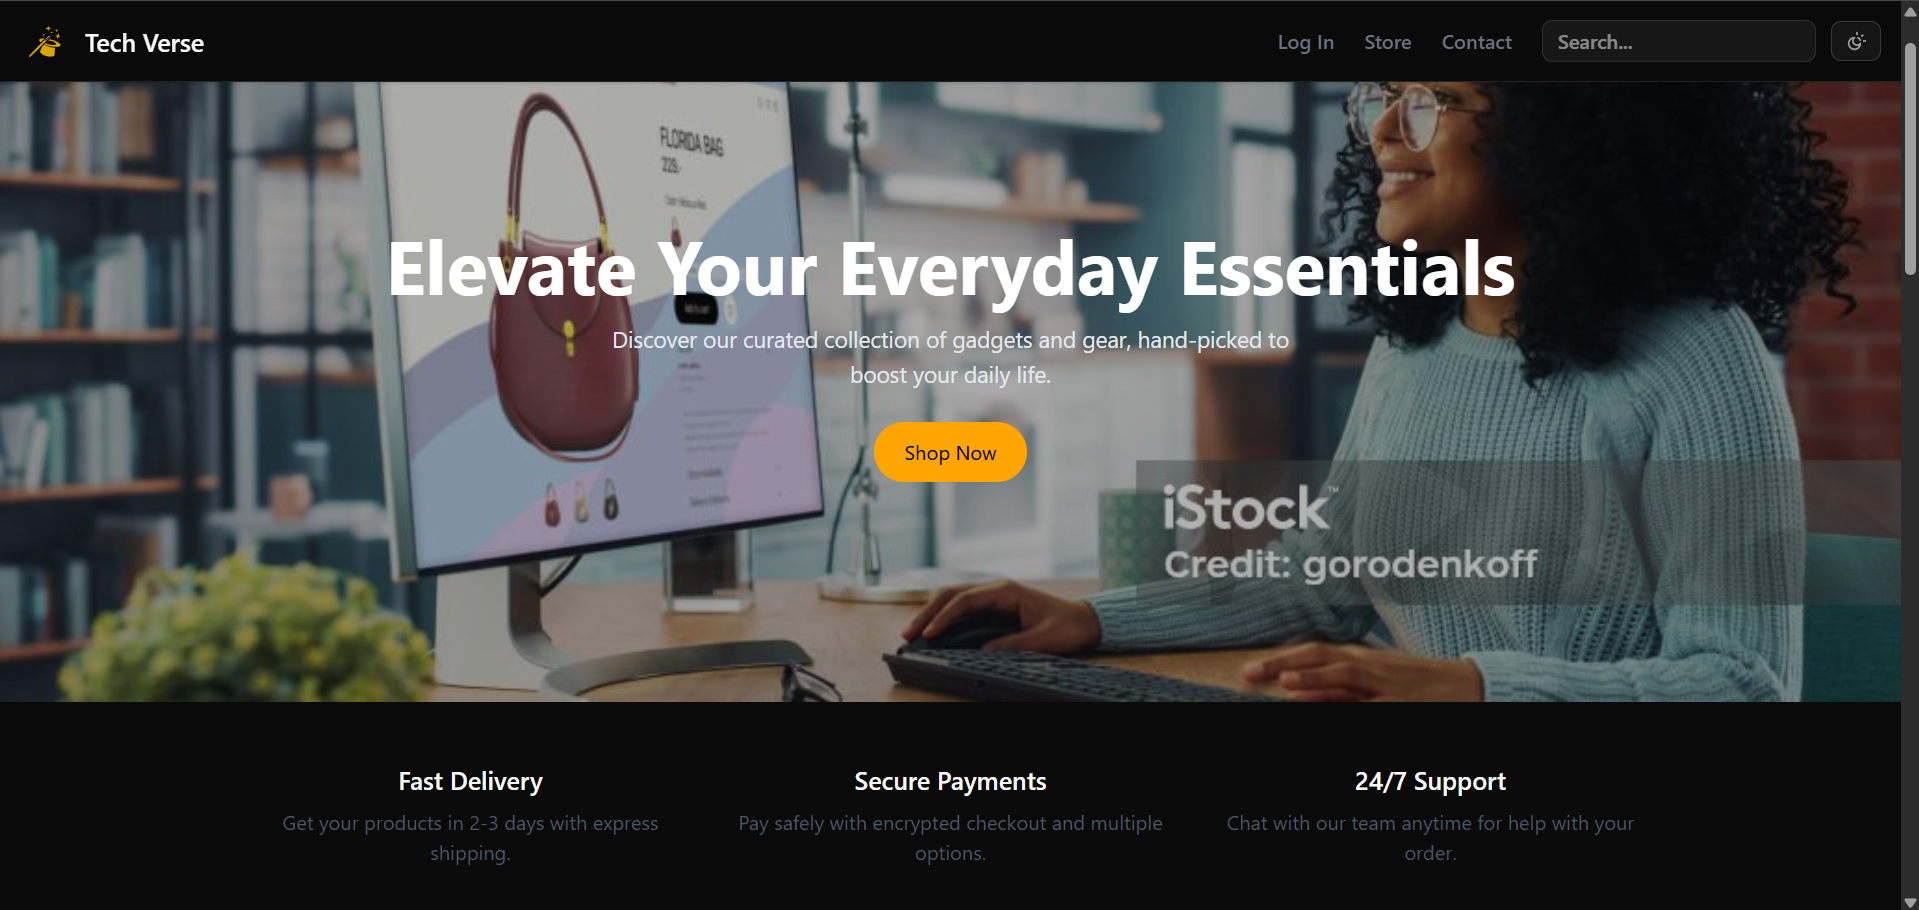 Tech Verse
Log In
Store
Contact
Search...
FLORIDA BAG
229.-
Elevate Your Everyday Essentials
Discover our curated collection of gadgets and gear, hand-picked to
boost your daily life.
Shop Now
iStock™
Credit: gorodenkoff
Fast Delivery
Get your products in 2-3 days with express
shipping.
Secure Payments
Pay safely with encrypted checkout and multiple
options.
24/7 Support
Chat with our team anytime for help with your
order.